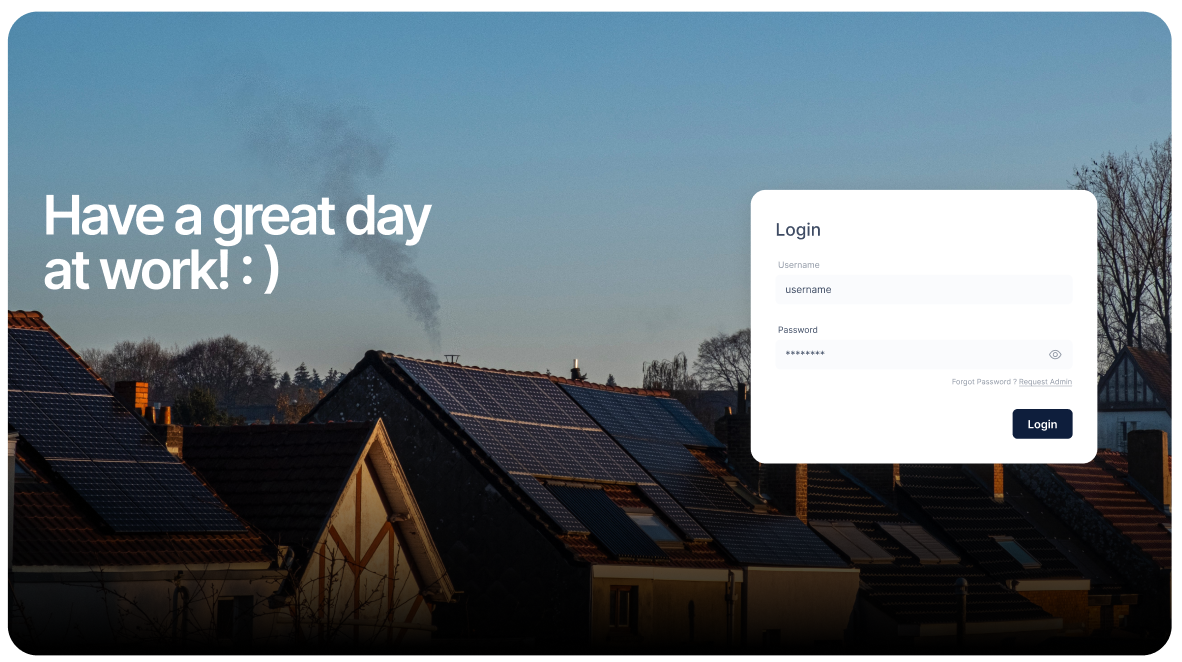 Have a great day
at work! : )
Login
Username
username
Password
********
Forgot Password ? Request Admin
Login